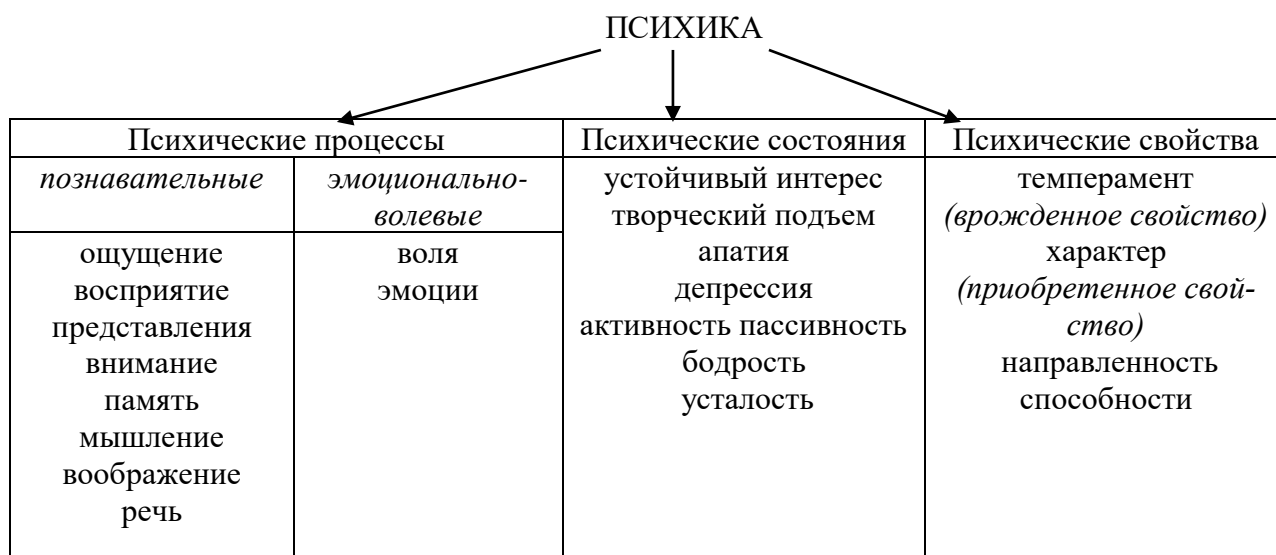 ПСИХИКА
Психические процессы
Психические состояния
Психические свойства
познавательные
эмоционально-
волевые
ощущение
восприятие
представления
внимание
память
мышление
воображение
речь
воля
эмоции
устойчивый интерес
творческий подъем
апатия
депрессия
активность пассивность
бодрость
усталость
темперамент
(врожденное свойство)
характер
(приобретенное свой-
ство)
направленность
способности